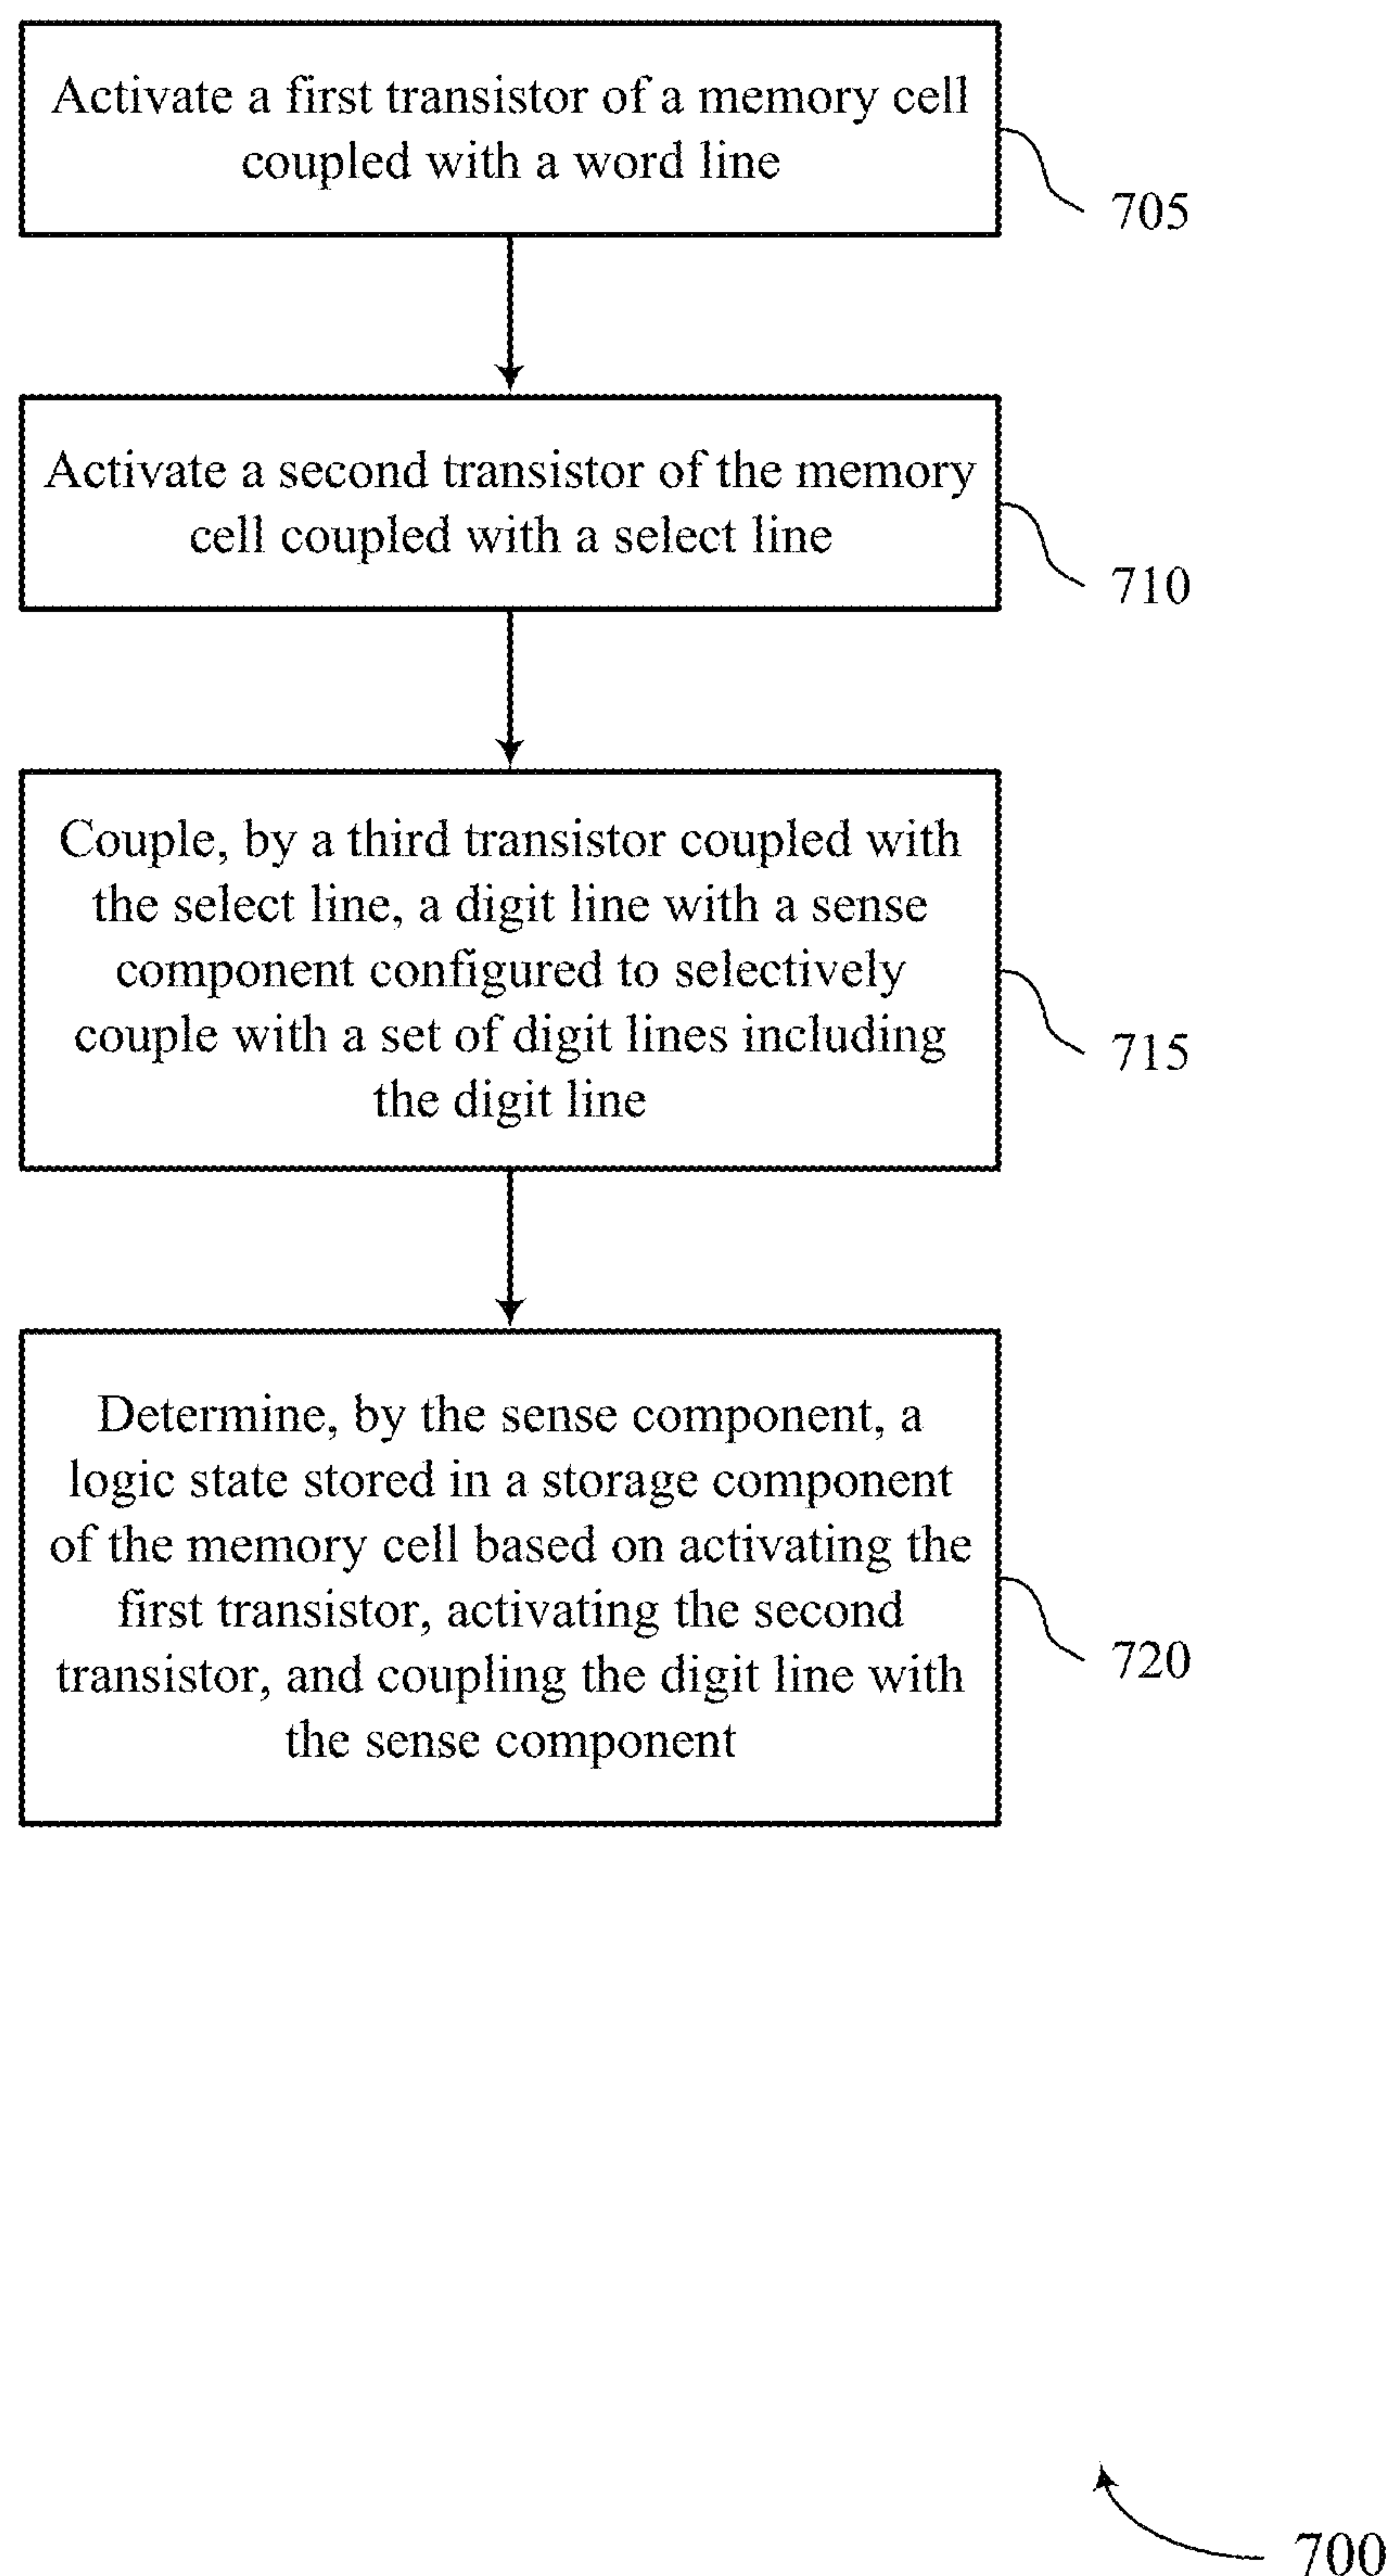 Activate a first transistor of a memory cell
coupled with a word line
705
Activate a second transistor of the memory
cell coupled with a select line
710
Couple, by a third transistor coupled with
the select line, a digit line with a sense
component configured to selectively
couple with a set of digit lines including
the digit line
715
Determine, by the sense component, a
logic state stored in a storage component
of the memory cell based on activating the
first transistor, activating the second
transistor, and coupling the digit line with
the sense component
720
700